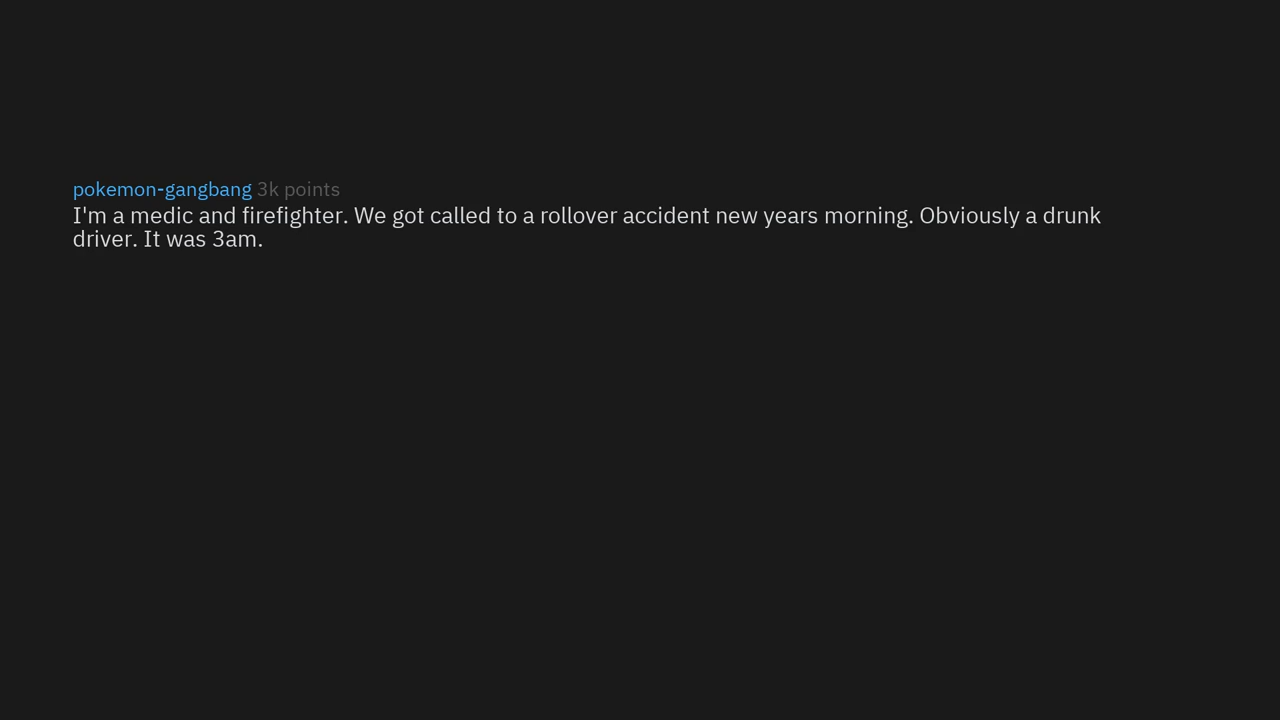 pokemon-gangbang 3k points
I'm a medic and firefighter. We got called to a rollover accident new years morning. Obviously a drunk
driver. It was 3am.